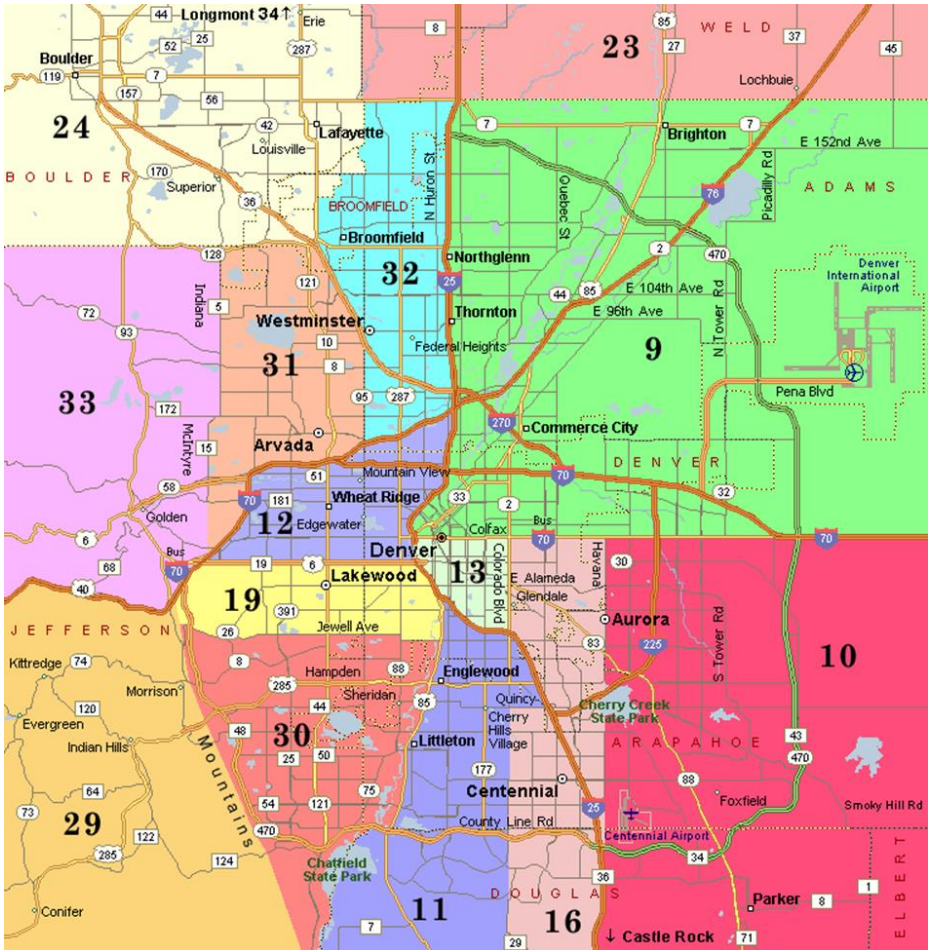 44
Longmont 34↑
Erie
8
85
23
WELD
37
52
25
287
27
45
Boulder
119
7
Lochbuie
157
56
24
42
Lafayette
7
Brighton
7
Louisville
E 152nd Ave
170
N Huron St
Quebec St
Picadilly Rd
BOULDER
Superior
76
ADAMS
36
BROOMFIELD
Broomfield
2
128
Northglenn
470
Denver
International
Airport
32
Indiana
121
25
44
85
E 104th Ave
72
5
E 96th Ave
93
Westminster
Thornton
N Tower Rd
10
Federal Heights
31
9
8
33
95
287
Pena Blvd
172
270
McIntyre
Arvada
Commerce City
15
DENVER
51
Mountain View
70
58
70
33
32
181
Wheat Ridge
2
Golden
12
Edgewater
Colfax
Bus
70
70
6
Denver
Bus
68
70
19
6
13
Colorado Blvd
Havana
30
40
Lakewood
E Alameda
19
391
Glendale
JEFFERSON
26
Jewell Ave
Aurora
83
S Tower Rd
225
10
Kittredge
74
8
Hampden
88
Englewood
Morrison
285
Sheridan
Quincy
120
44
85
Cherry Creek
State Park
Evergreen
30
Cherry
Hills
Village
Indian Hills
48
Littleton
ARAPAHOE
43
Mountains
25
50
470
177
88
64
75
Centennial
54
121
25
Foxfield
Smoky Hill Rd
73
29
470
County Line Rd
122
Centennial Airport
285
124
Chatfield
State Park
34
36
DOUGLAS
ELBERT
1
Conifer
11
16
Parker
8
7
29
↓ Castle Rock
71